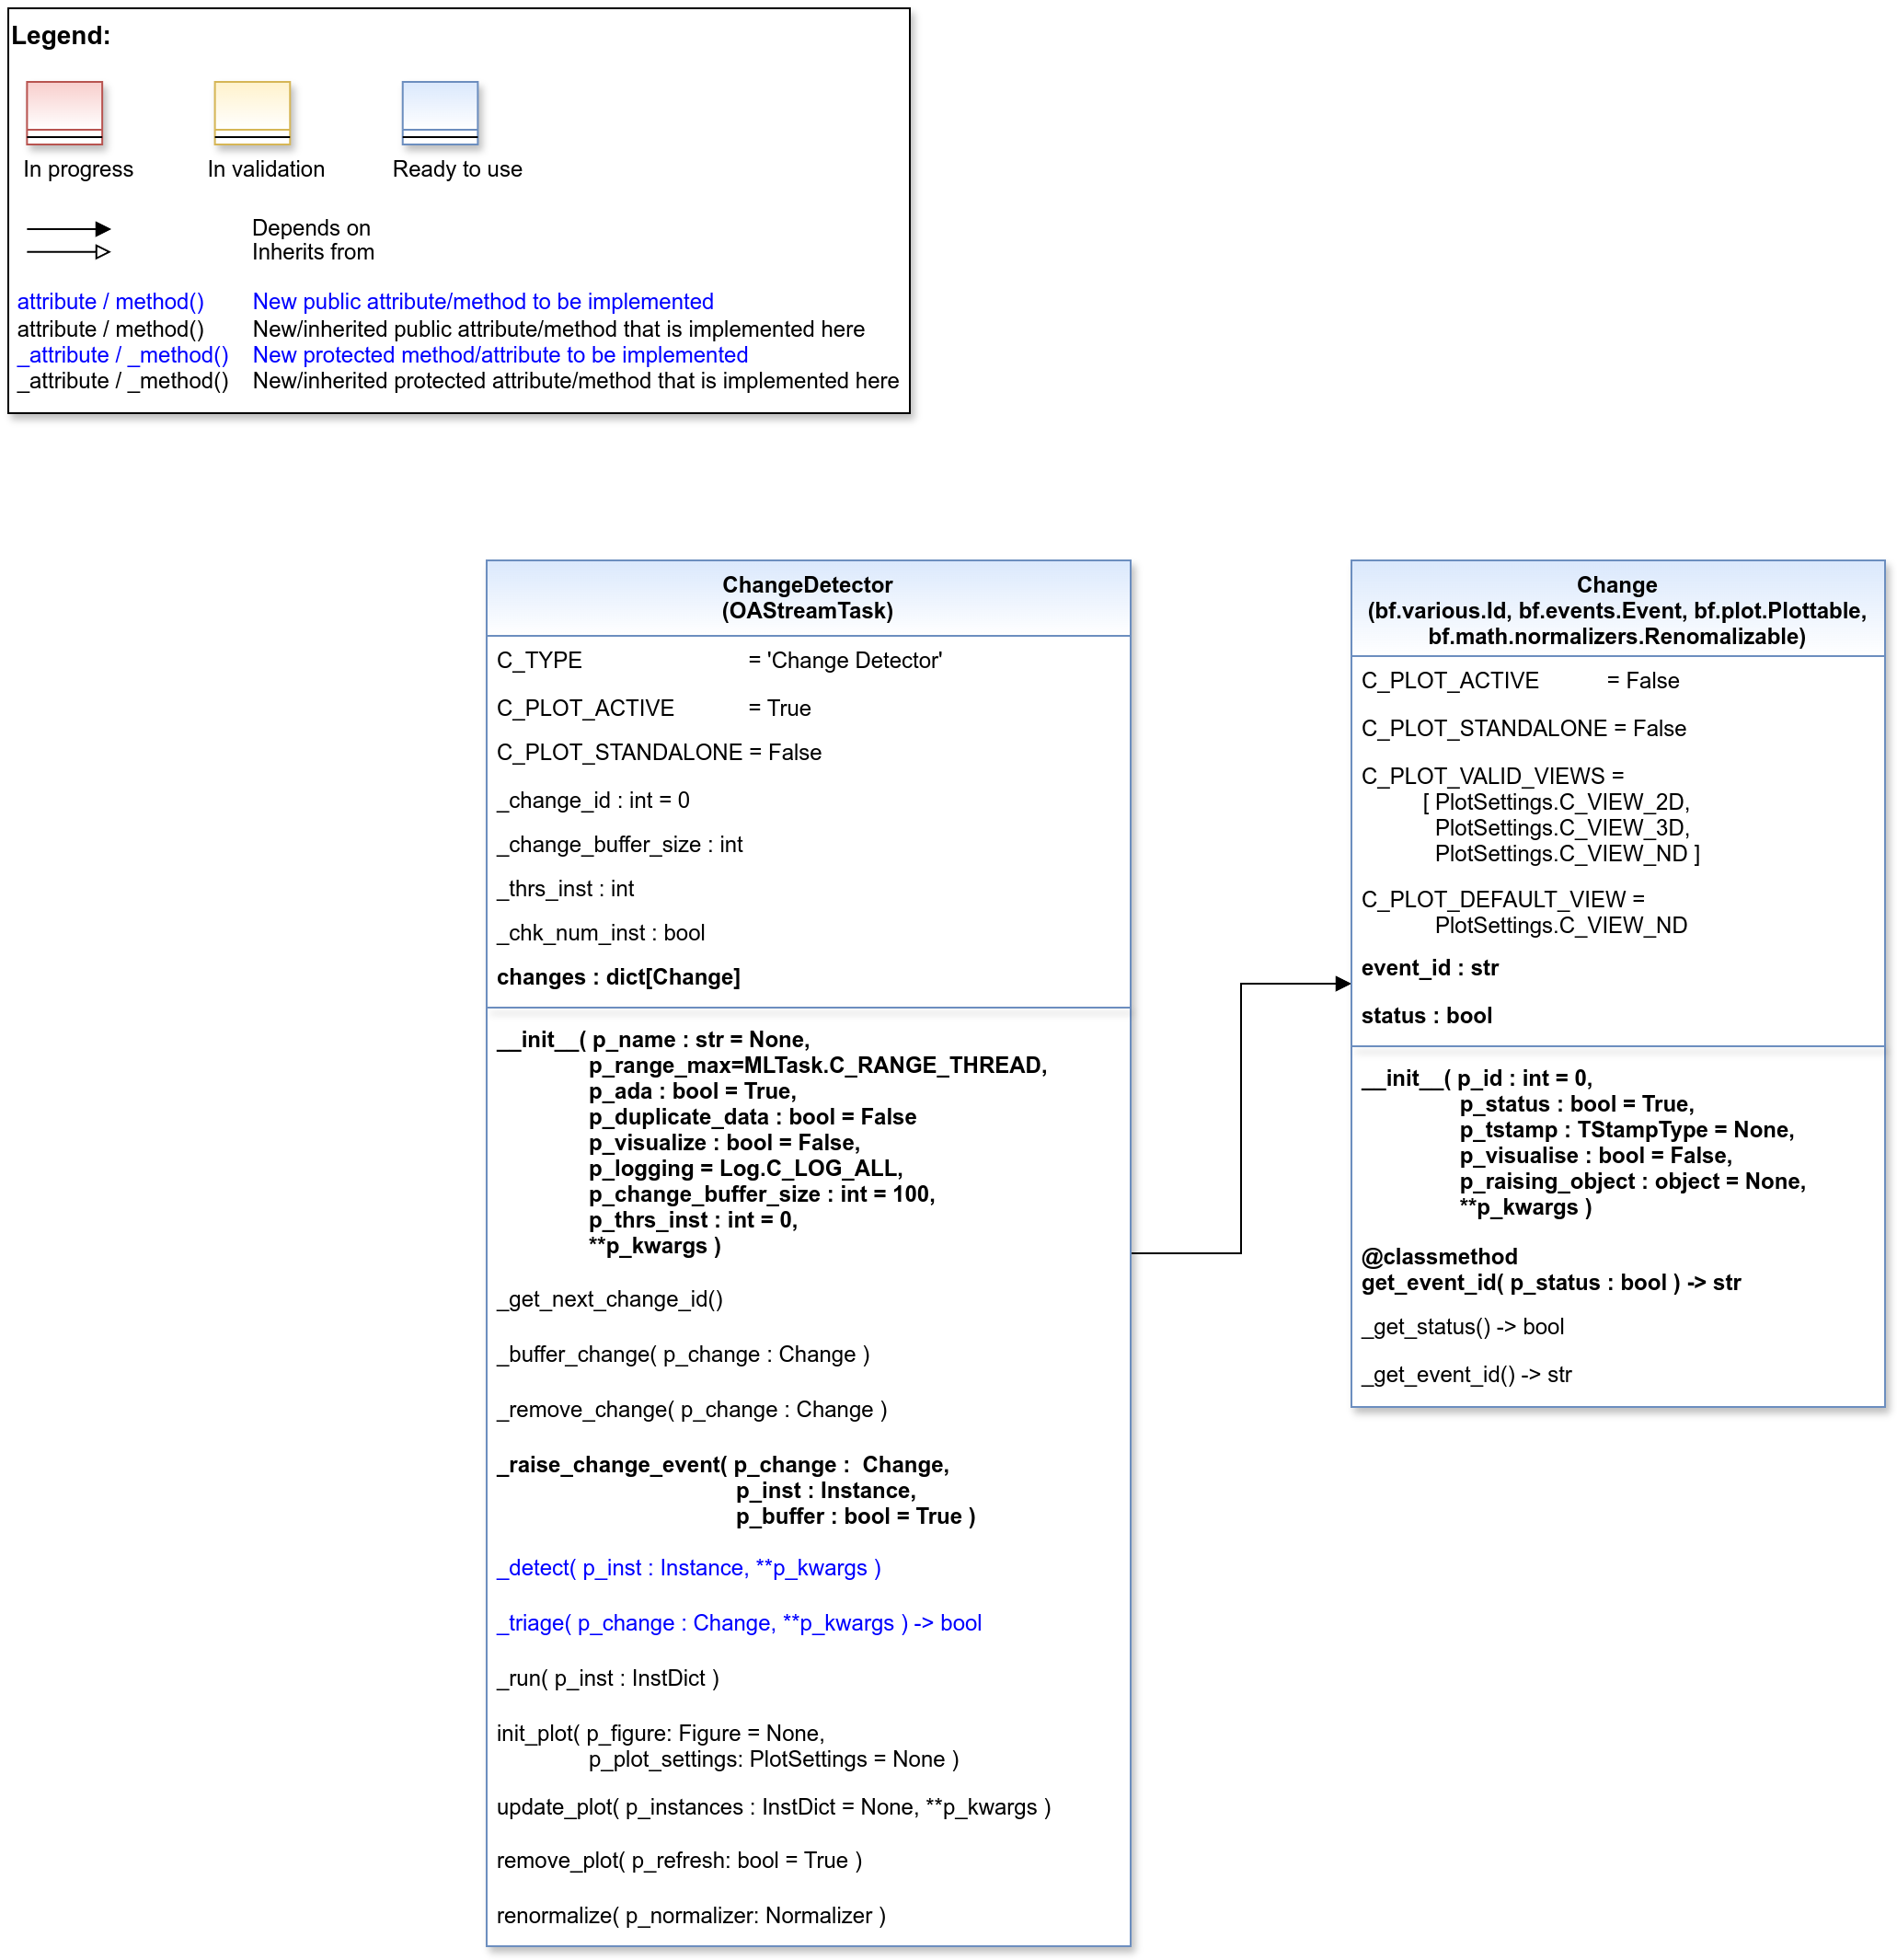 Legend:
In progress
In validation
Ready to use
Depends on
Inherits from
attribute / method() New public attribute/method to be implemented
attribute / method() New/inherited public attribute/method that is implemented here
_attribute / _method() New protected method/attribute to be implemented
_attribute / _method() New/inherited protected attribute/method that is implemented here
ChangeDetector
(OAStreamTask)
C_TYPE = 'Change Detector'
C_PLOT_ACTIVE = True
C_PLOT_STANDALONE = False
_change_id : int = 0
_change_buffer_size : int
_thrs_inst : int
_chk_num_inst : bool
changes : dict[Change]
__init__( p_name : str = None,
p_range_max=MLTask.C_RANGE_THREAD,
p_ada : bool = True,
p_duplicate_data : bool = False
p_visualize : bool = False,
p_logging = Log.C_LOG_ALL,
p_change_buffer_size : int = 100,
p_thrs_inst : int = 0,
**p_kwargs )
_get_next_change_id()
_buffer_change( p_change : Change )
_remove_change( p_change : Change )
_raise_change_event( p_change :  Change,
p_inst : Instance,
p_buffer : bool = True )
_detect( p_inst : Instance, **p_kwargs )
_triage( p_change : Change, **p_kwargs ) -> bool
_run( p_inst : InstDict )
init_plot( p_figure: Figure = None,
p_plot_settings: PlotSettings = None )
update_plot( p_instances : InstDict = None, **p_kwargs )
remove_plot( p_refresh: bool = True )
renormalize( p_normalizer: Normalizer )
Change
(bf.various.Id, bf.events.Event, bf.plot.Plottable,
bf.math.normalizers.Renomalizable)
C_PLOT_ACTIVE = False
C_PLOT_STANDALONE = False
C_PLOT_VALID_VIEWS =
[ PlotSettings.C_VIEW_2D,
PlotSettings.C_VIEW_3D,
PlotSettings.C_VIEW_ND ]
C_PLOT_DEFAULT_VIEW =
PlotSettings.C_VIEW_ND
event_id : str
status : bool
__init__( p_id : int = 0,
p_status : bool = True,
p_tstamp : TStampType = None,
p_visualise : bool = False,
p_raising_object : object = None,
**p_kwargs )
@classmethod
get_event_id( p_status : bool ) -> str
_get_status() -> bool
_get_event_id() -> str